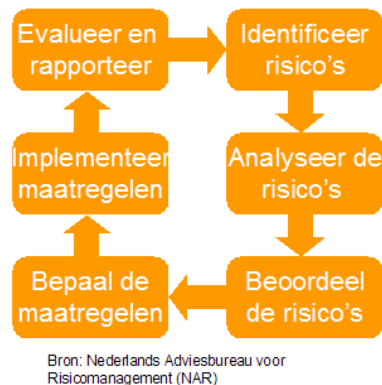 Evalueer en
rapporteer
Identificeer
risico's
Implementeer
maatregelen
Analyseer de
risico's
Bepaal de
maatregelen
Beoordeel
de risico's
Bron: Nederlands Adviesbureau voor
Risicomanagement (NAR)